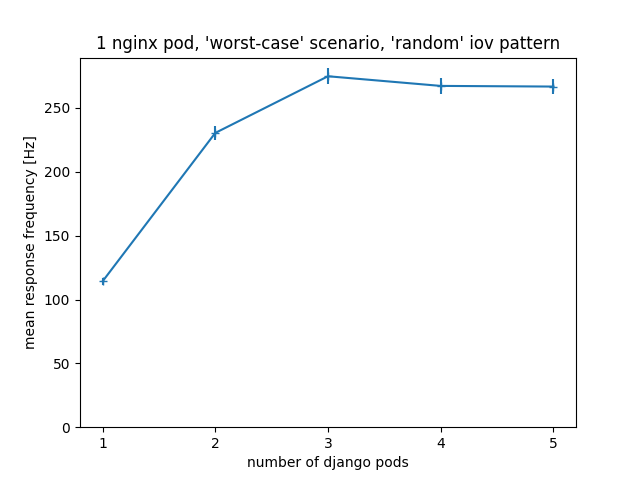 1 nginx pod, 'worst-case' scenario, 'random' iov pattern
mean response frequency [Hz]
250
200
150
100
50
0
1 2 3 4 5
number of django pods